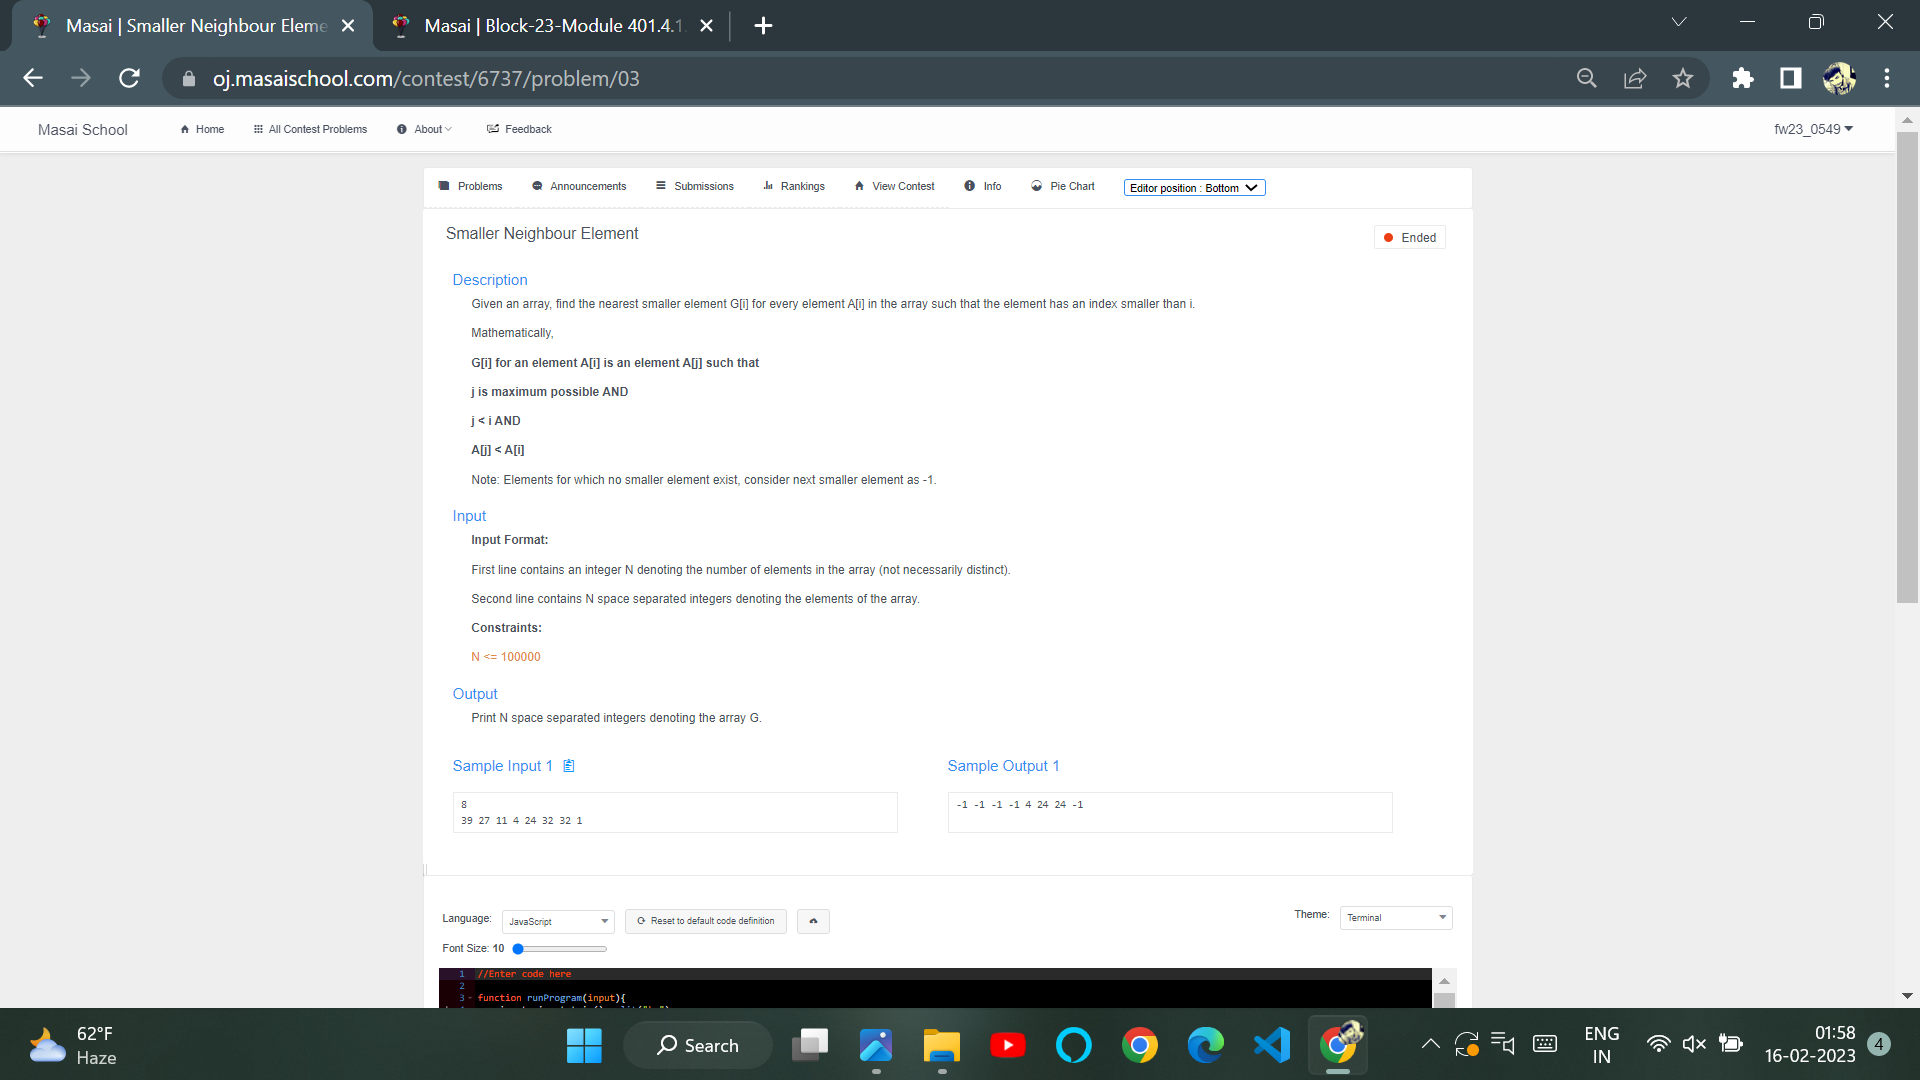 Masai | Smaller Neighbour Eleme
Masai | Block-23-Module 401.4.1
oj.masaischool.com/contest/6737/problem/03
Masai School
Home
All Contest Problems
About
Feedback
fw23_0549
Problems
Announcements
Submissions
Rankings
View Contest
Info
Pie Chart
Editor position : Bottom
Smaller Neighbour Element
Ended
Description
Given an array, find the nearest smaller element G[i] for every element A[i] in the array such that the element has an index smaller than i.
Mathematically,
G[i] for an element A[i] is an element A[j] such that
j is maximum possible AND
j < i AND
A[j] < A[i]
Note: Elements for which no smaller element exist, consider next smaller element as -1.
Input
Input Format:
First line contains an integer N denoting the number of elements in the array (not necessarily distinct).
Second line contains N space separated integers denoting the elements of the array.
Constraints:
N <= 100000
Output
Print N space separated integers denoting the array G.
Sample Input 1
8
39 27 11 4 24 32 32 1
Sample Output 1
-1 -1 -1 -1 4 24 24 -1
Language:
JavaScript
Reset to default code definition
Theme:
Terminal
Font Size: 10
1 //Enter code here
2
3 function runProgram(input){
62°F
Haze
Search
ENG
IN
01:58
16-02-2023
4